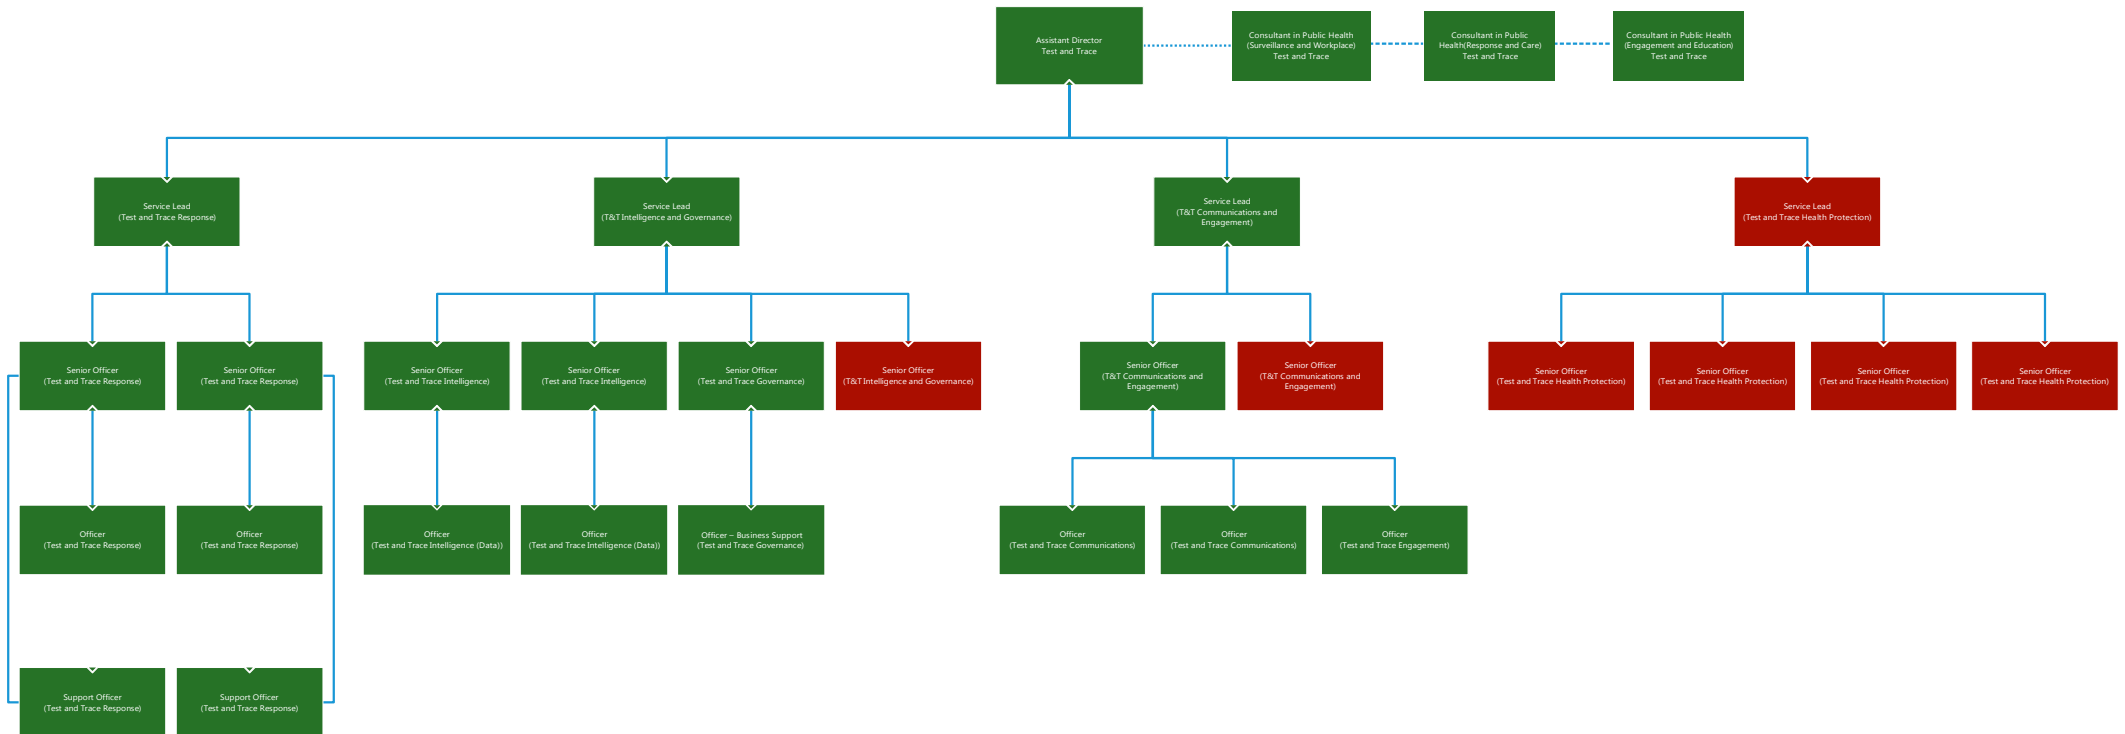 Assistant Director
Test and Trace
Consultant in Public Health
(Surveillance and Workplace)
Test and Trace
Consultant in Public
Health(Response and Care)
Test and Trace
Consultant in Public Health
(Engagement and Education)
Test and Trace
Service Lead
(Test and Trace Response)
Service Lead
(T&T Intelligence and Governance)
Service Lead
(T&T Communications and
Engagement)
Service Lead
(Test and Trace Health Protection)
Senior Officer
(Test and Trace Response)
Senior Officer
(Test and Trace Response)
Senior Officer
(Test and Trace Intelligence)
Senior Officer
(Test and Trace Intelligence)
Senior Officer
(Test and Trace Governance)
Senior Officer
(T&T Intelligence and Governance)
Senior Officer
(T&T Communications and
Engagement)
Senior Officer
(T&T Communications and
Engagement)
Senior Officer
(Test and Trace Health Protection)
Senior Officer
(Test and Trace Health Protection)
Senior Officer
(Test and Trace Health Protection)
Senior Officer
(Test and Trace Health Protection)
Officer
(Test and Trace Response)
Officer
(Test and Trace Response)
Officer
(Test and Trace Intelligence (Data))
Officer
(Test and Trace Intelligence (Data))
Officer – Business Support
(Test and Trace Governance)
Officer
(Test and Trace Communications)
Officer
(Test and Trace Communications)
Officer
(Test and Trace Engagement)
Support Officer
(Test and Trace Response)
Support Officer
(Test and Trace Response)